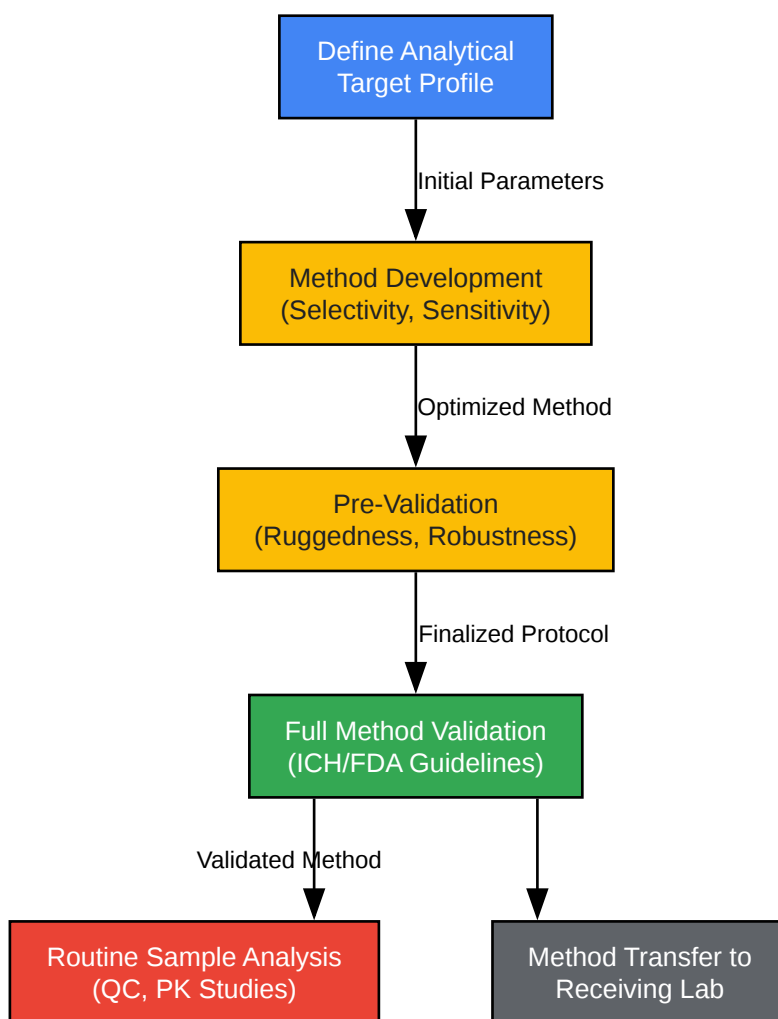 Define Analytical
Target Profile
Initial Parameters
Method Development
(Selectivity, Sensitivity)
Optimized Method
Pre-Validation
(Ruggedness, Robustness)
Finalized Protocol
Full Method Validation
(ICH/FDA Guidelines)
Validated Method
Routine Sample Analysis
(QC, PK Studies)
Method Transfer to
Receiving Lab